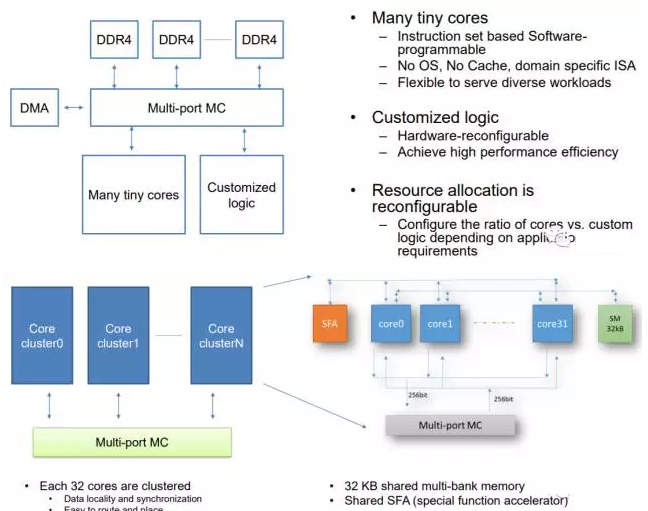 DDR4 DDR4 DDR4
DMA
Multi-port MC
Many tiny cores
Customized
logic
• Many tiny cores
– Instruction set based Software-
programmable
– No OS, No Cache, domain specific ISA
– Flexible to serve diverse workloads
• Customized logic
– Hardware-reconfigurable
– Achieve high performance efficiency
• Resource allocation is
reconfigurable
– Configure the ratio of cores vs. custom
logic depending on
requirements
Core
cluster0
Core
cluster1
Core
clusterN
Multi-port MC
SFA
core0
core1
core31
SM
32kB
256bit
256bit
Multi-port MC
• Each 32 cores are clustered
• Data locality and synchronization
• Easy to route and place
• 32 KB shared multi-bank memory
• Shared SFA (special function accelerator)